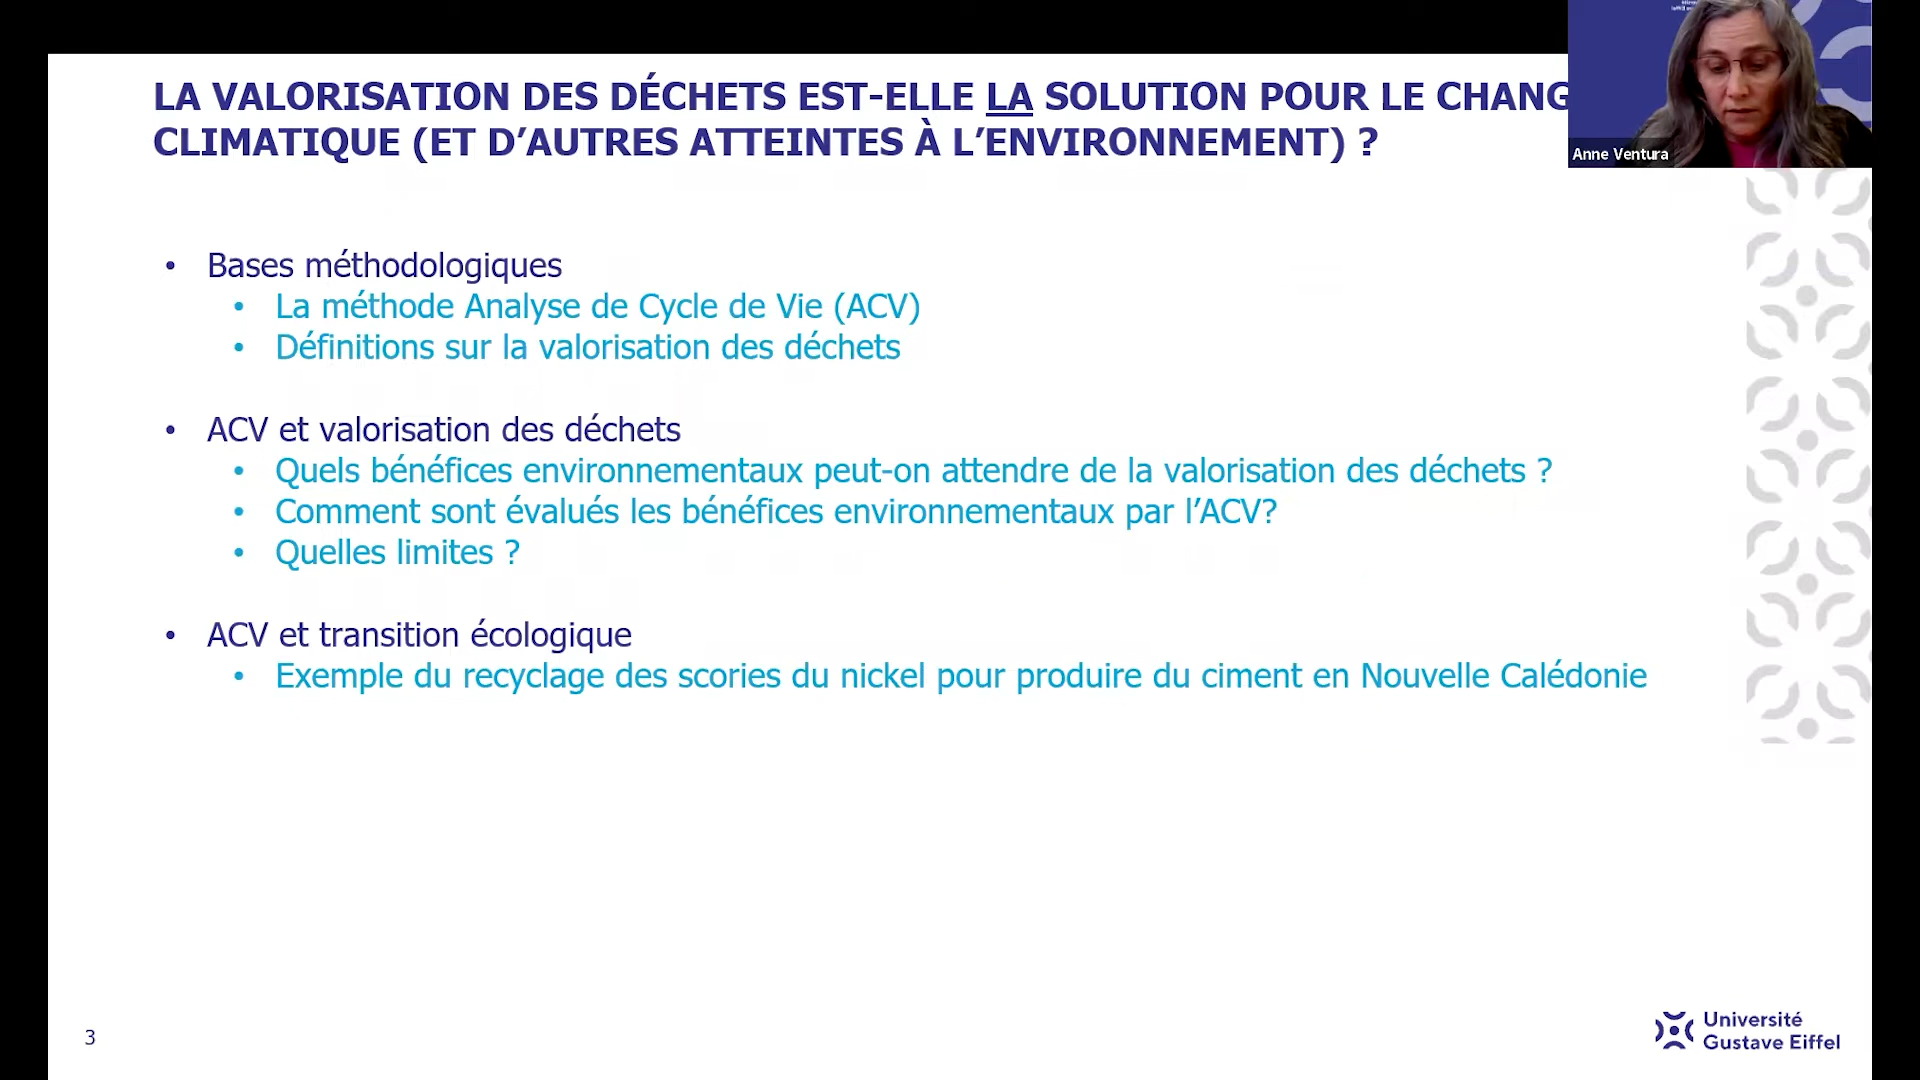 LA VALORISATION DES DÉCHETS EST-ELLE LA SOLUTION POUR LE CHANG
CLIMATIQUE (ET D’AUTRES ATTEINTES À L’ENVIRONNEMENT) ?
Anne Ventura
• Bases méthodologiques
• La méthode Analyse de Cycle de Vie (ACV)
• Définitions sur la valorisation des déchets
• ACV et valorisation des déchets
• Quels bénéfices environnementaux peut-on attendre de la valorisation des déchets ?
• Comment sont évalués les bénéfices environnementaux par l’ACV?
• Quelles limites ?
• ACV et transition écologique
• Exemple du recyclage des scories du nickel pour produire du ciment en Nouvelle Calédonie
3
Université
Gustave Eiffel